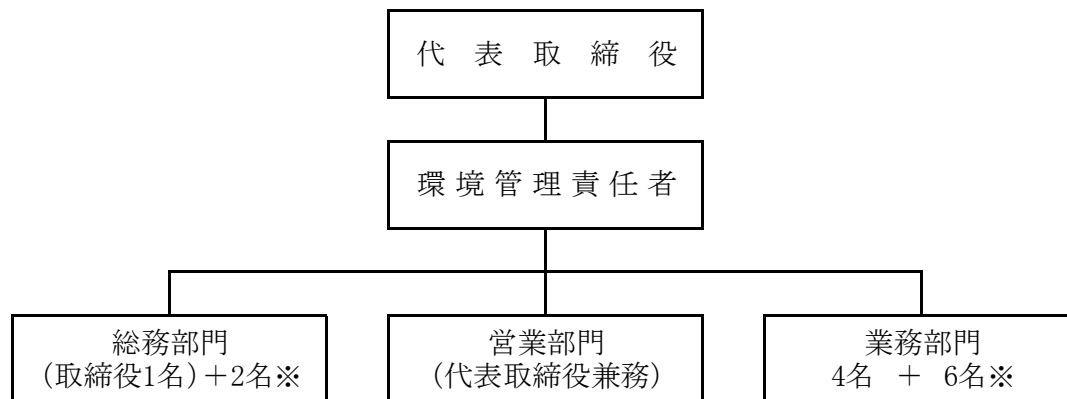 代表取締役
環境管理責任者
総務部門
(取締役1名)+2名※
営業部門
(代表取締役兼務)
業務部門
4名 + 6名※